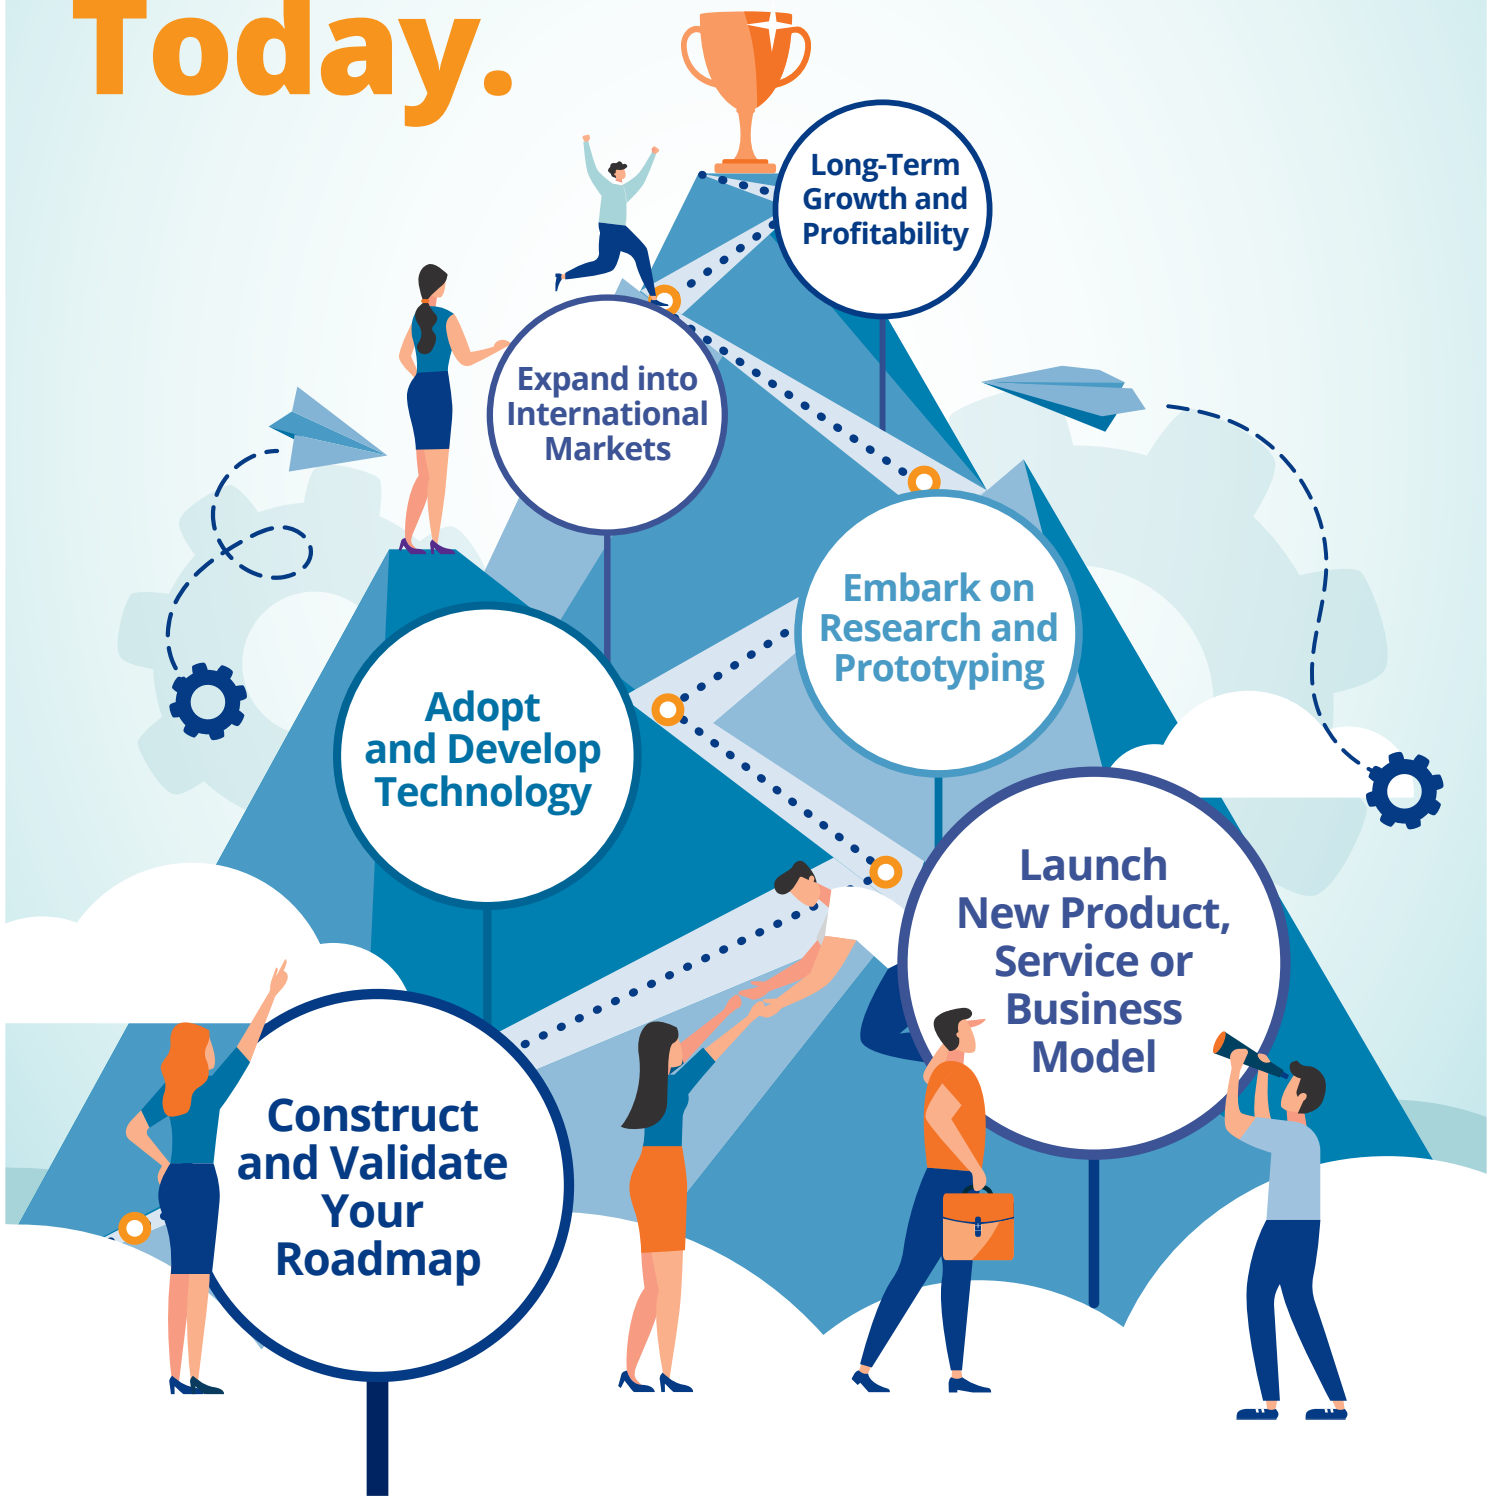 Today.
Long-Term
Growth and
Profitability
Expand into
International
Markets
Embark on
Research and
Prototyping
Adopt
and Develop
Technology
Launch
New Product,
Service or
Business
Model
Construct
and Validate
Your
Roadmap